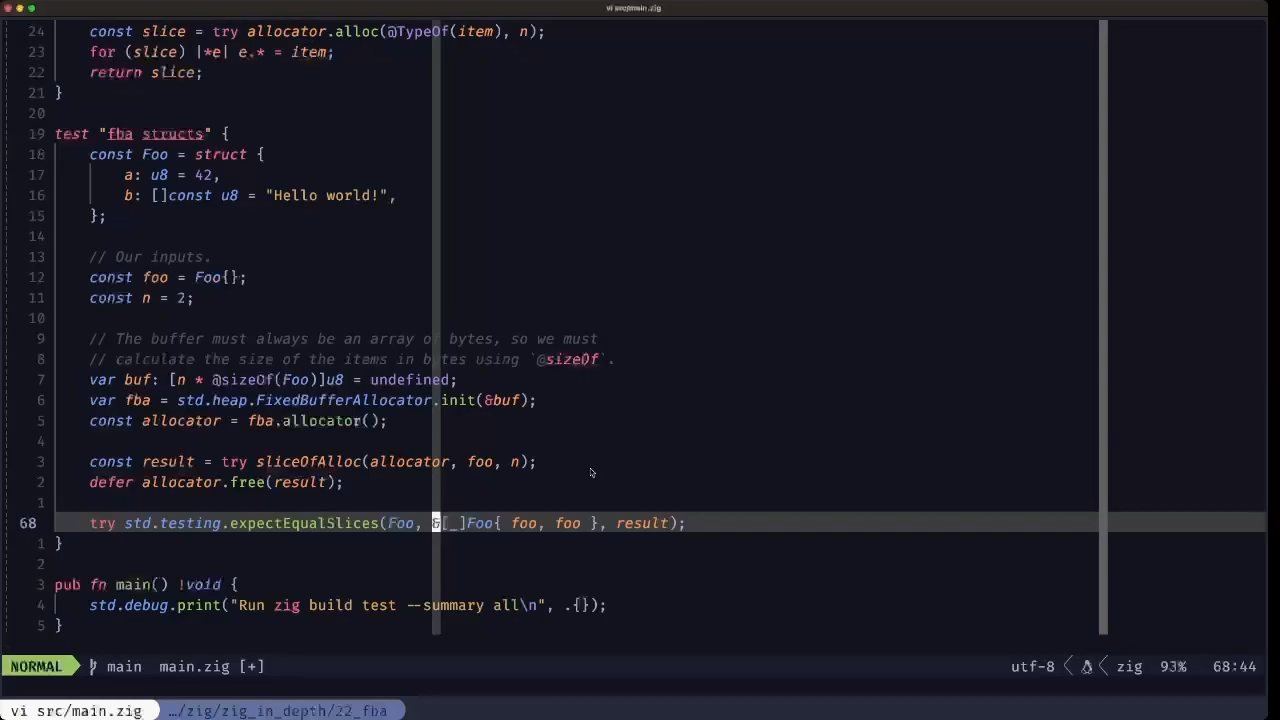 vi src/main.zig
24 const slice = try allocator.alloc(@TypeOf(item), n);
23 for (slice) |*e| e.* = item;
22 return slice;
21 }
20
19 test "fba structs" {
18 const Foo = struct {
17 a: u8 = 42,
16 b: []const u8 = "Hello world!",
15 };
14
13 // Our inputs.
12 const foo = Foo{};
11 const n = 2;
10
9 // The buffer must always be an array of bytes, so we must
8 // calculate the size of the items in bytes using `@sizeOf`.
7 var buf: [n * @sizeOf(Foo)]u8 = undefined;
6 var fba = std.heap.FixedBufferAllocator.init(&buf);
5 const allocator = fba.allocator();
4
3 const result = try sliceOfAlloc(allocator, foo, n);
2 defer allocator.free(result);
1
68 try std.testing.expectEqualSlices(Foo, &[_]Foo{ foo, foo }, result);
1 }
2
3 pub fn main() !void {
4 std.debug.print("Run zig build test --summary all\n", .{});
5 }
NORMAL main main.zig [+] utf-8 zig 93% 68:44
vi src/main.zig …/zig/zig_in_depth/22_fba